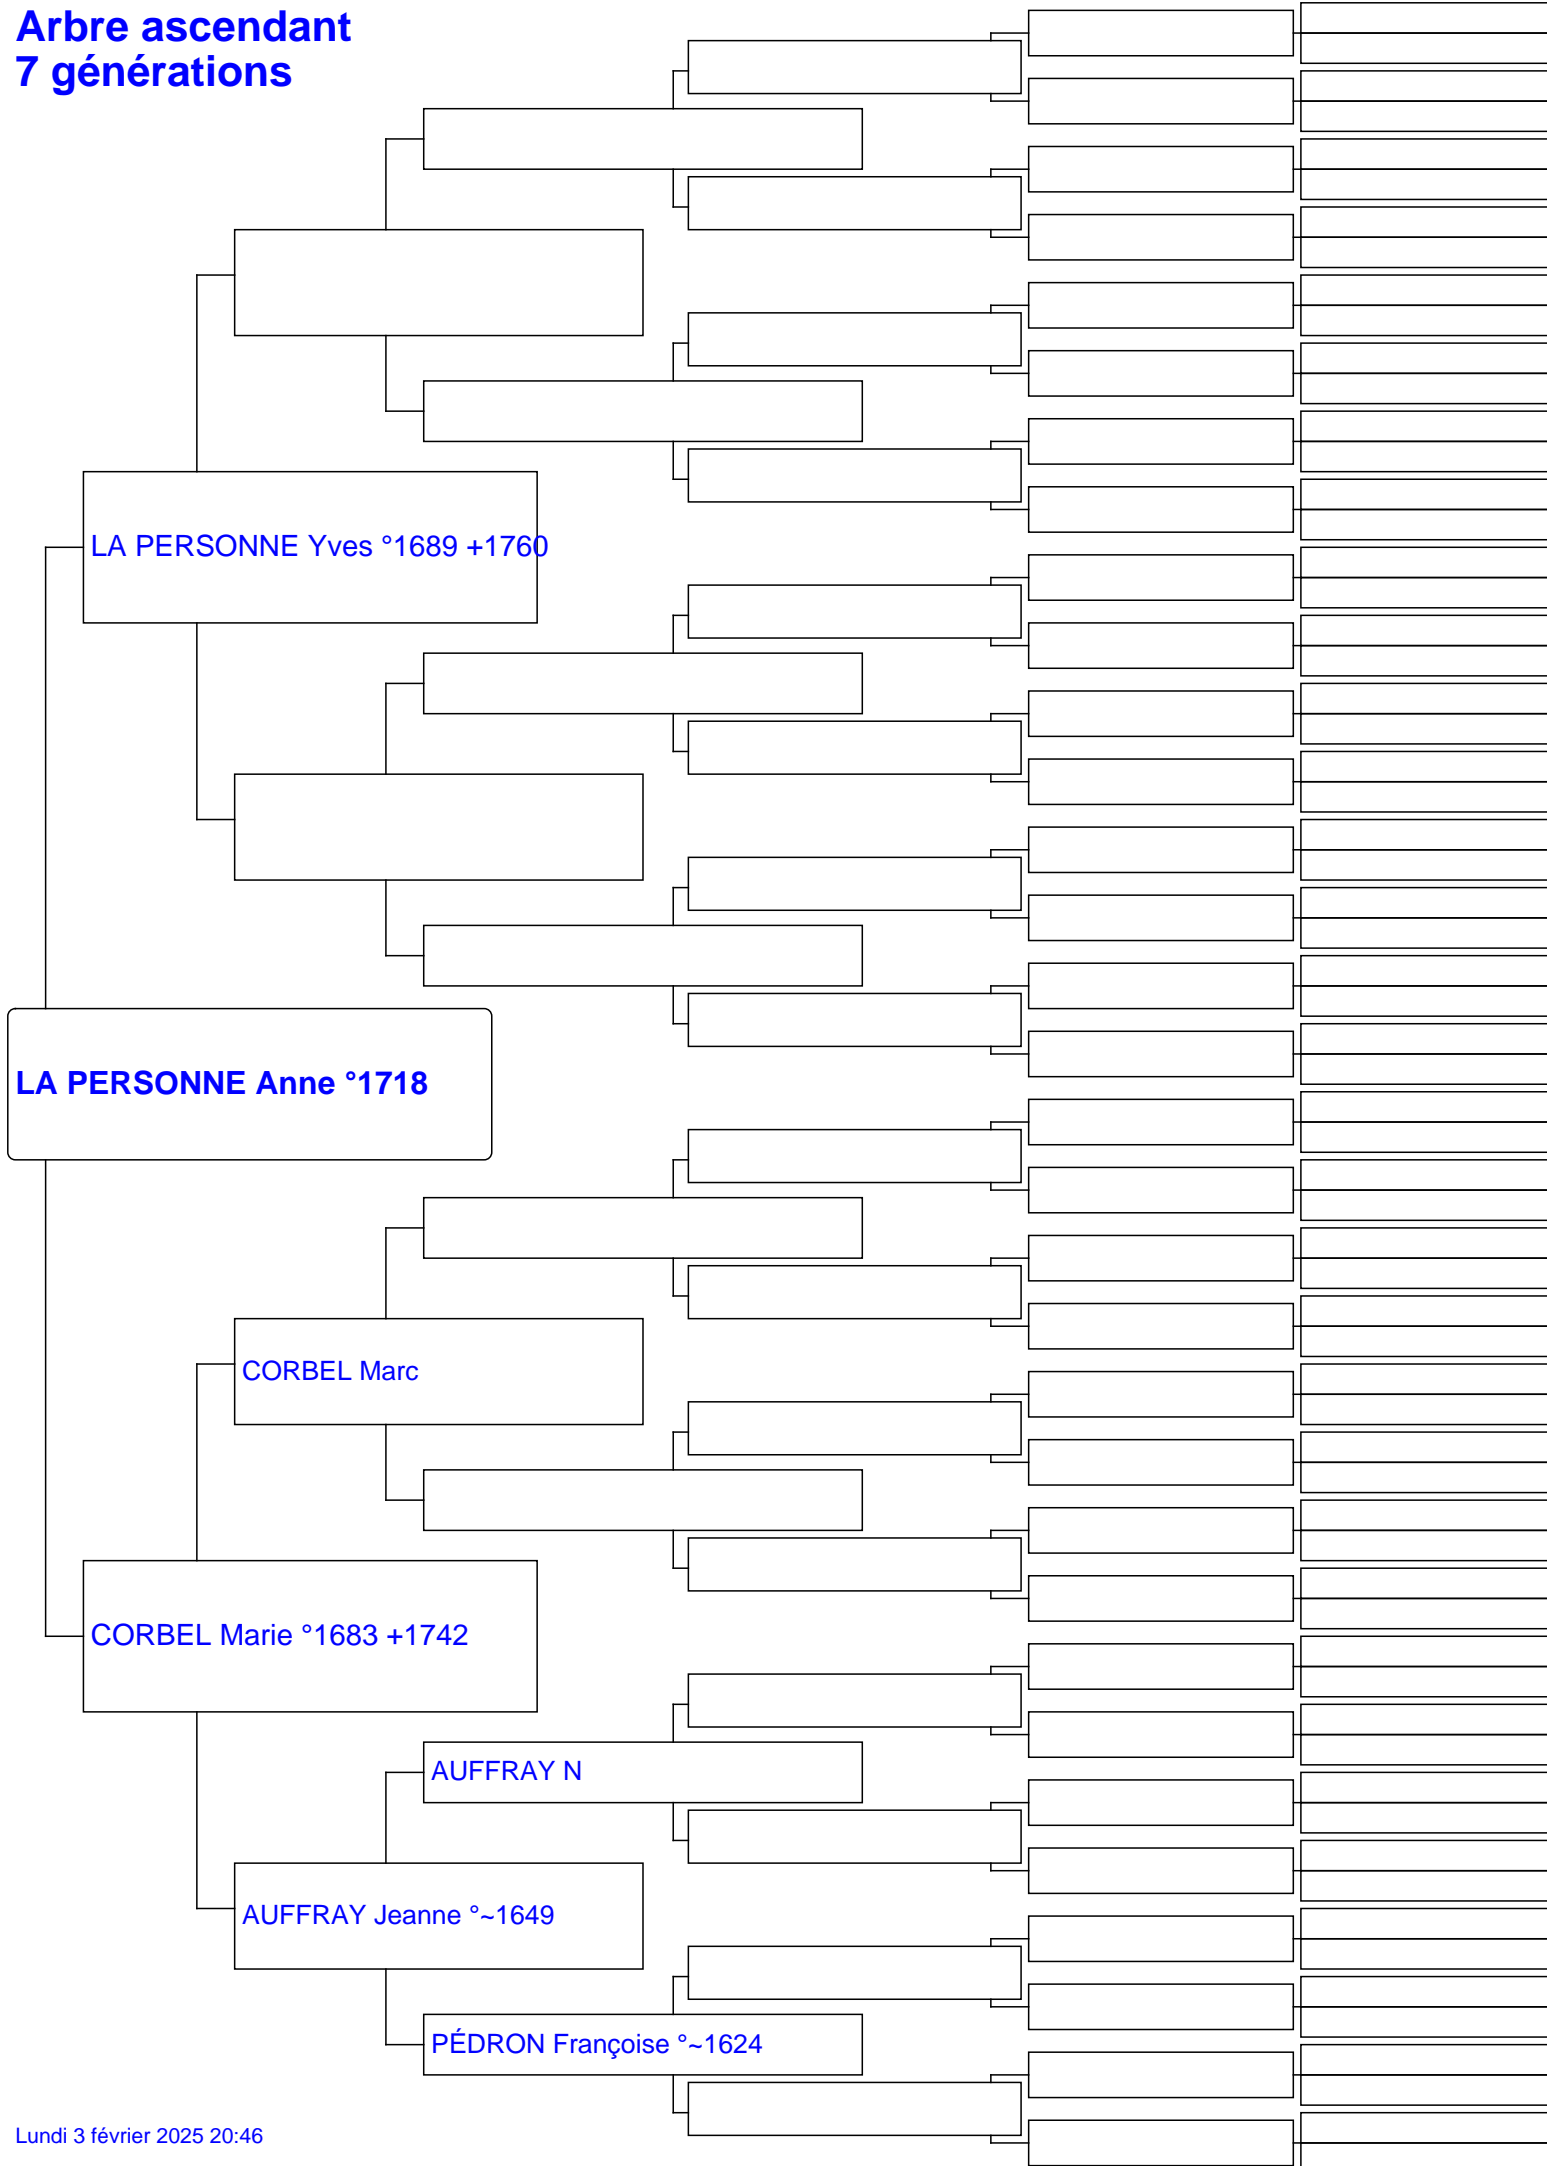 Arbre ascendant
7 générations
LA PERSONNE Yves °1689 +1760
LA PERSONNE Anne °1718
CORBEL Marc
CORBEL Marie °1683 +1742
AUFFRAY N
AUFFRAY Jeanne °~1649
PÉDRON Françoise °~1624
Lundi 3 février 2025 20:46